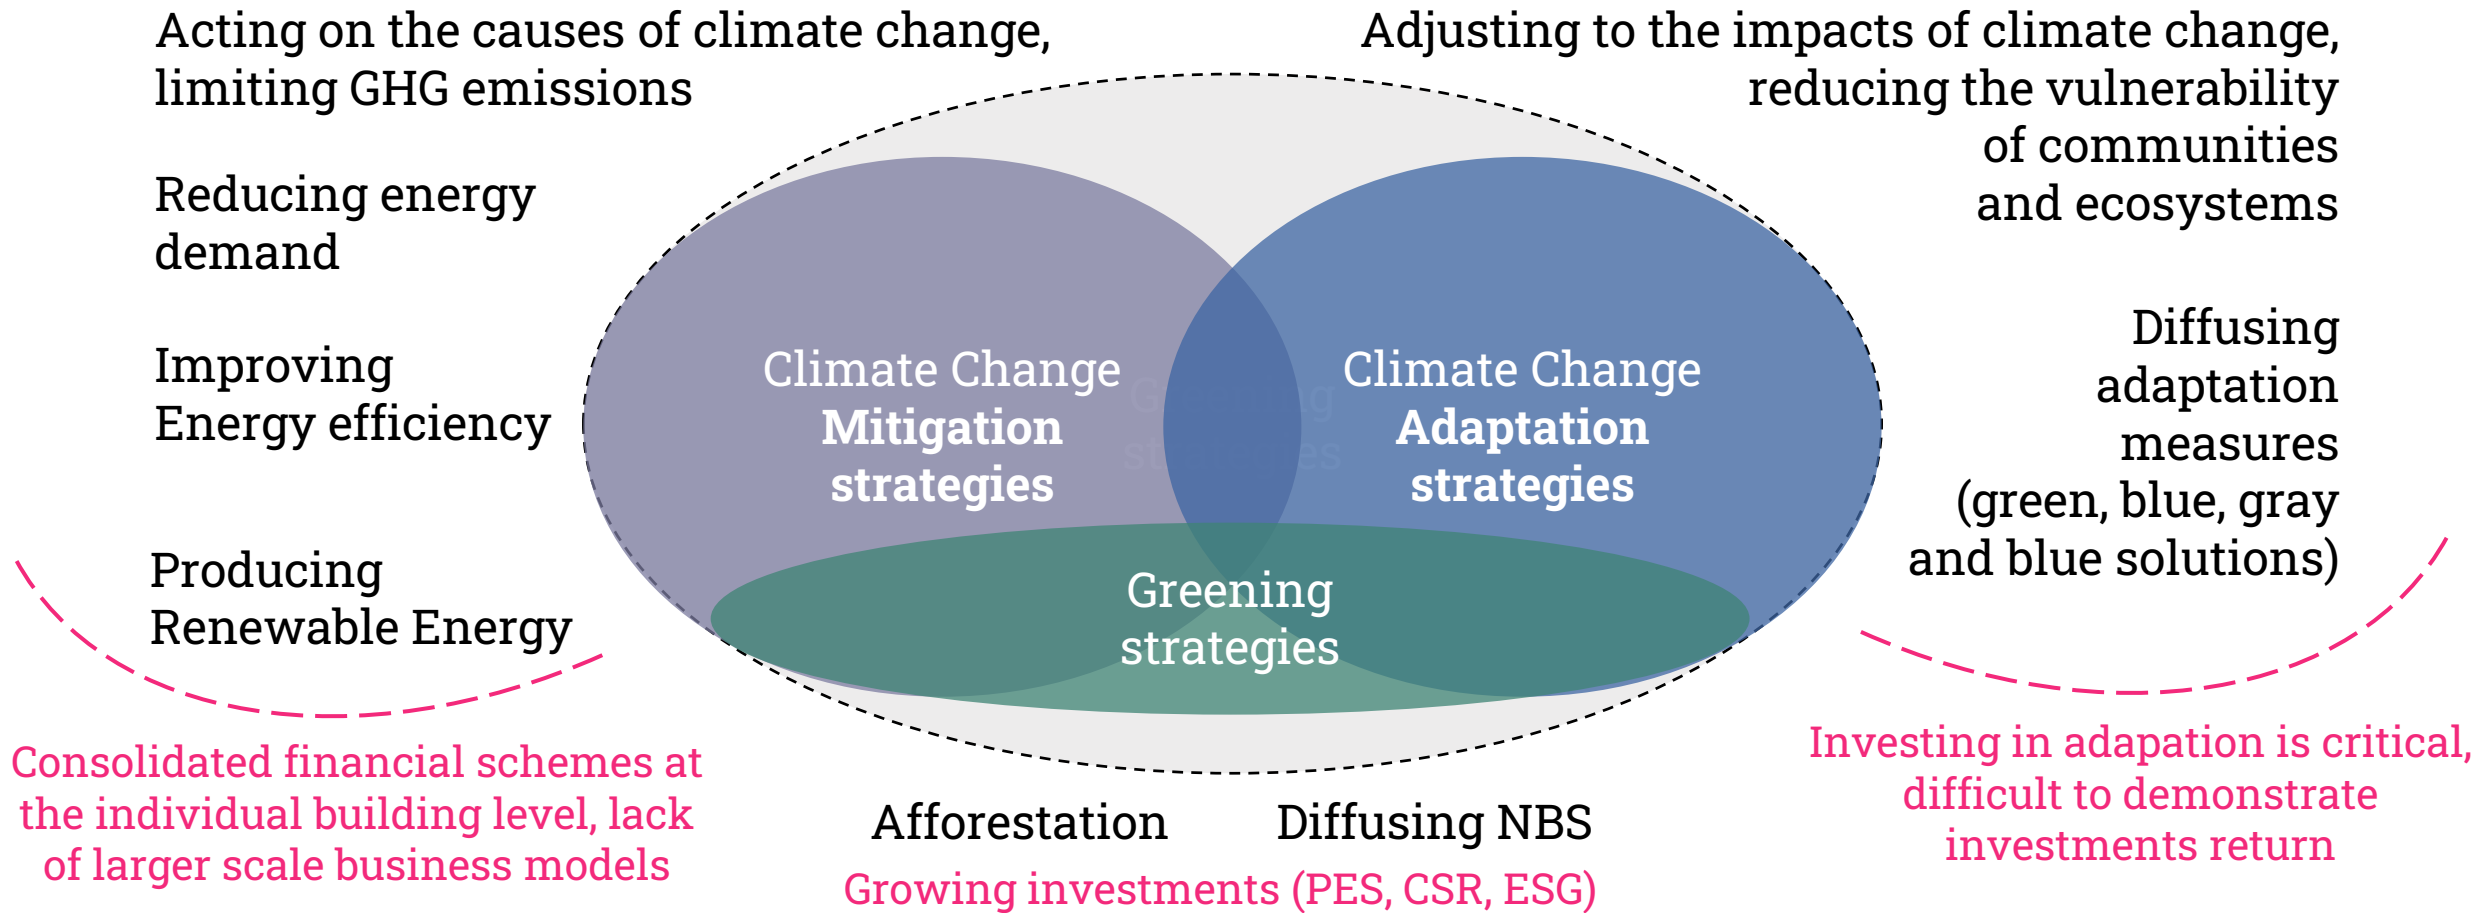 Acting on the causes of climate change,
limiting GHG emissions
Reducing energy
demand
Improving
Energy efficiency
Producing
Renewable Energy
Consolidated financial schemes at
the individual building level, lack
of larger scale business models
Climate Change
Mitigation
strategies
Climate Change
Adaptation
strategies
Greening
strategies
Afforestation
Diffusing NBS
Growing investments (PES, CSR, ESG)
Adjusting to the impacts of climate change,
reducing the vulnerability
of communities
and ecosystems
Diffusing
adaptation
measures
(green, blue, gray
and blue solutions)
Investing in adapation is critical,
difficult to demonstrate
investments return